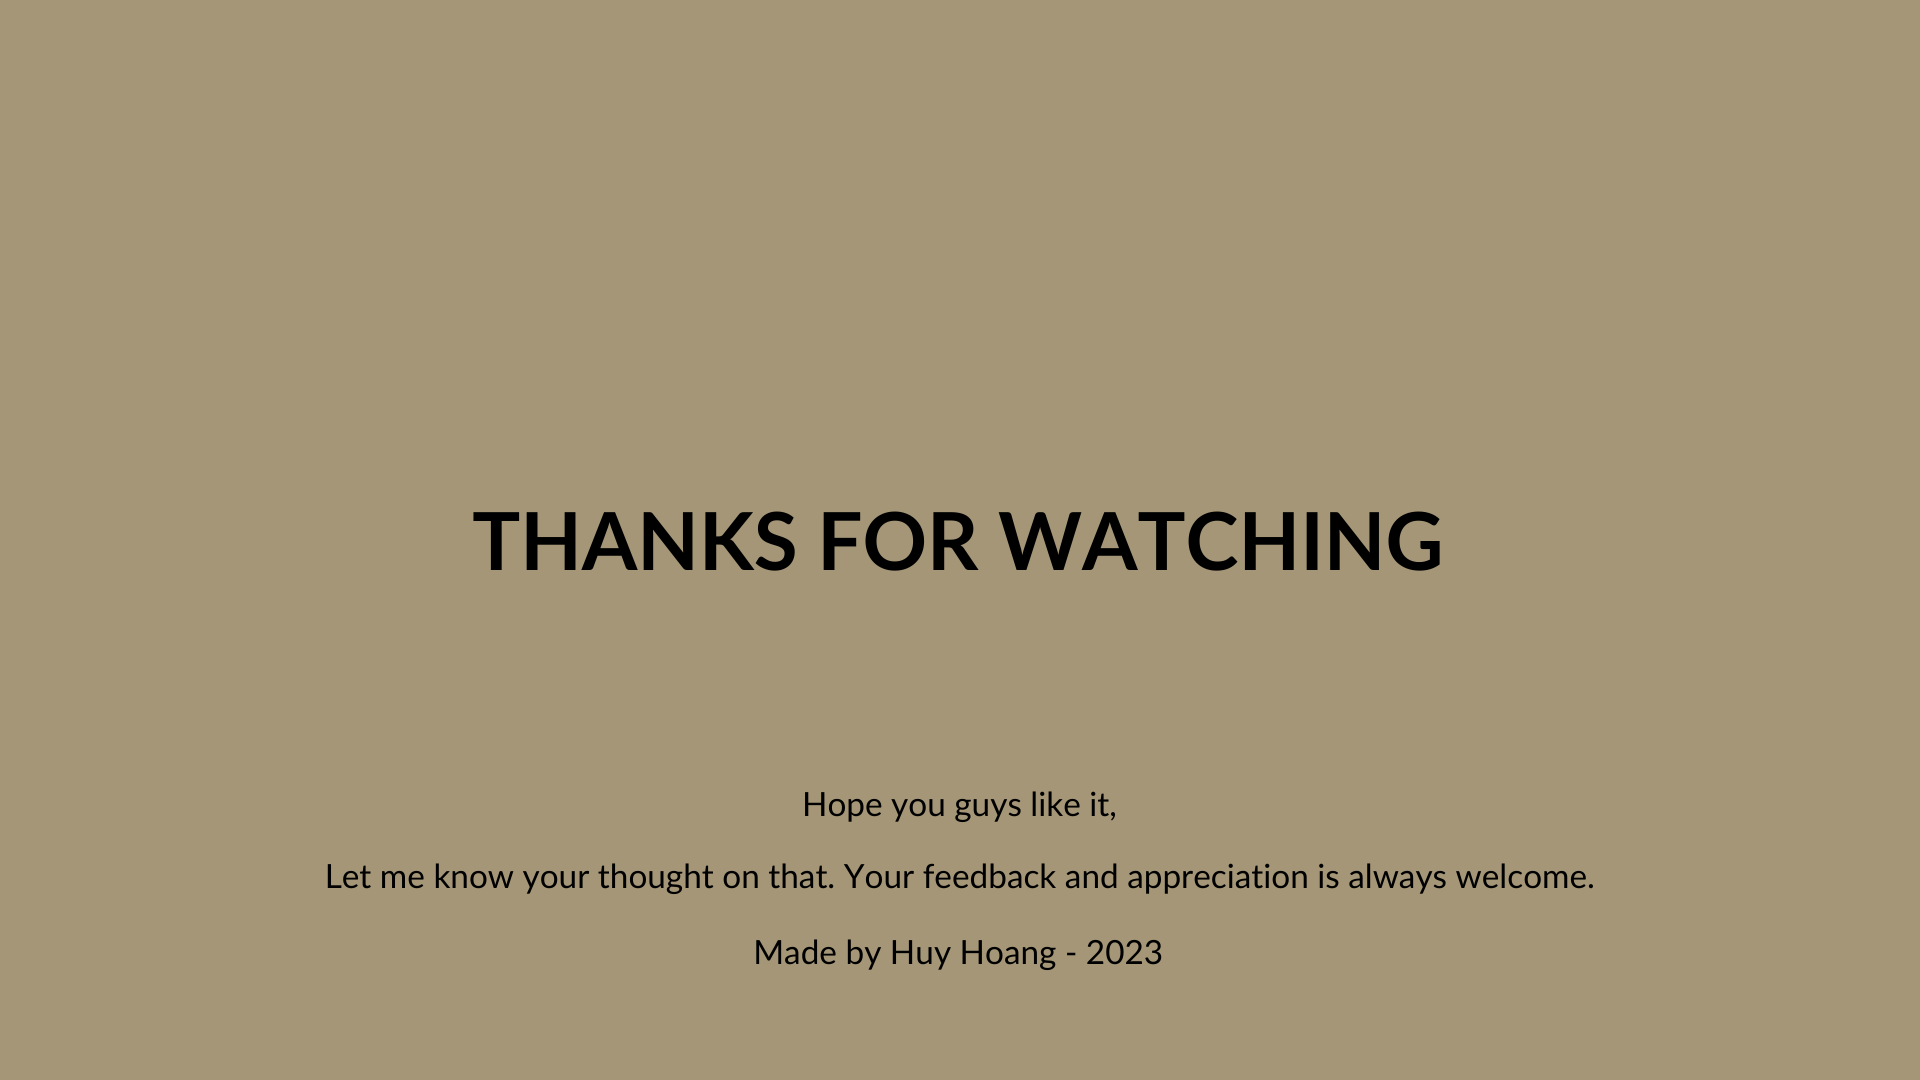 THANKS FOR WATCHING
Hope you guys like it,
Let me know your thought on that. Your feedback and appreciation is always welcome.
Made by Huy Hoang - 2023